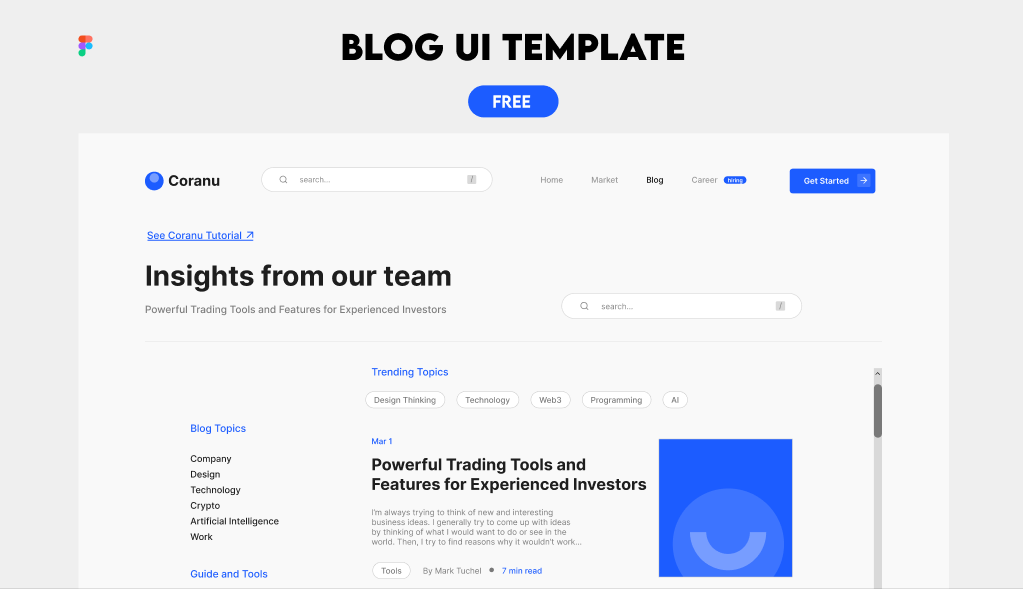 BLOG UI TEMPLATE
FREE
Coranu
search...
/
Home
Market
Blog
Career
hiring
Get Started
See Coranu Tutorial
Insights from our team
Powerful Trading Tools and Features for Experienced Investors
search...
/
Trending Topics
Design Thinking
Technology
Web3
Programming
AI
Blog Topics
Company
Design
Technology
Crypto
Artificial Intelligence
Work
Guide and Tools
Mar 1
Powerful Trading Tools and
Features for Experienced Investors
I'm always trying to think of new and interesting
business ideas. I generally try to come up with ideas
by thinking of what I would want to do or see in the
world. Then, I try to find reasons why it wouldn't work...
Tools
By Mark Tuchel
7 min read